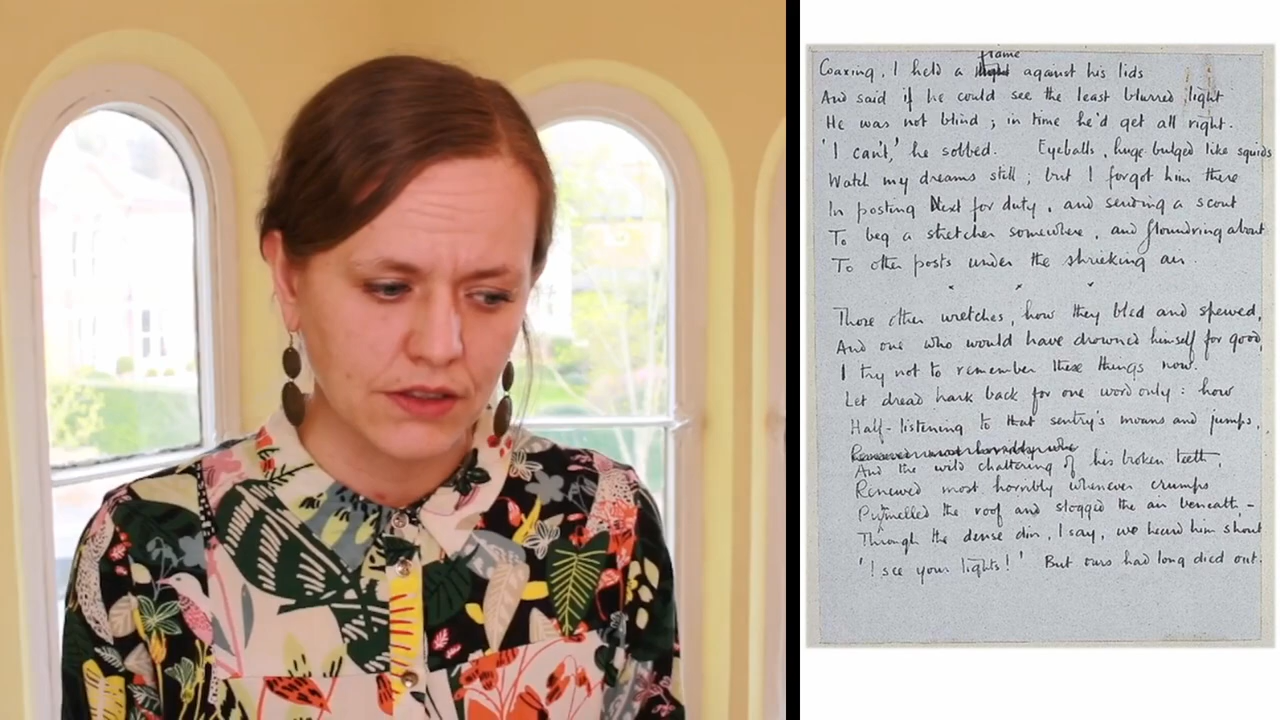 flame
Coaxing, I held a light against his lids
And said if he could see the least blurred light
He was not blind ; in time he'd get all right.
'I can't,' he sobbed. Eyeballs, huge-bulged like squids
Watch my dreams still ; but I forgot him there
In posting Next for duty, and sending a scout
To beg a stretcher somewhere, and floundring about
To other posts under the shrieking air.
* * *
Those other wretches, how they bled and spewed,
And one who would have drowned himself for good,
I try not to remember these things now.
Let dread hark back for one word only : how
Half-listening to that sentry's moans and jumps,
Renewed most horribly whe
And the wild chattering of his broken teeth,
Renewed most horribly whenever crumps
Pummelled the roof and slogged the air beneath, -
Through the dense din, I say, we heard him shout
'I see your lights!' But ours had long died out.